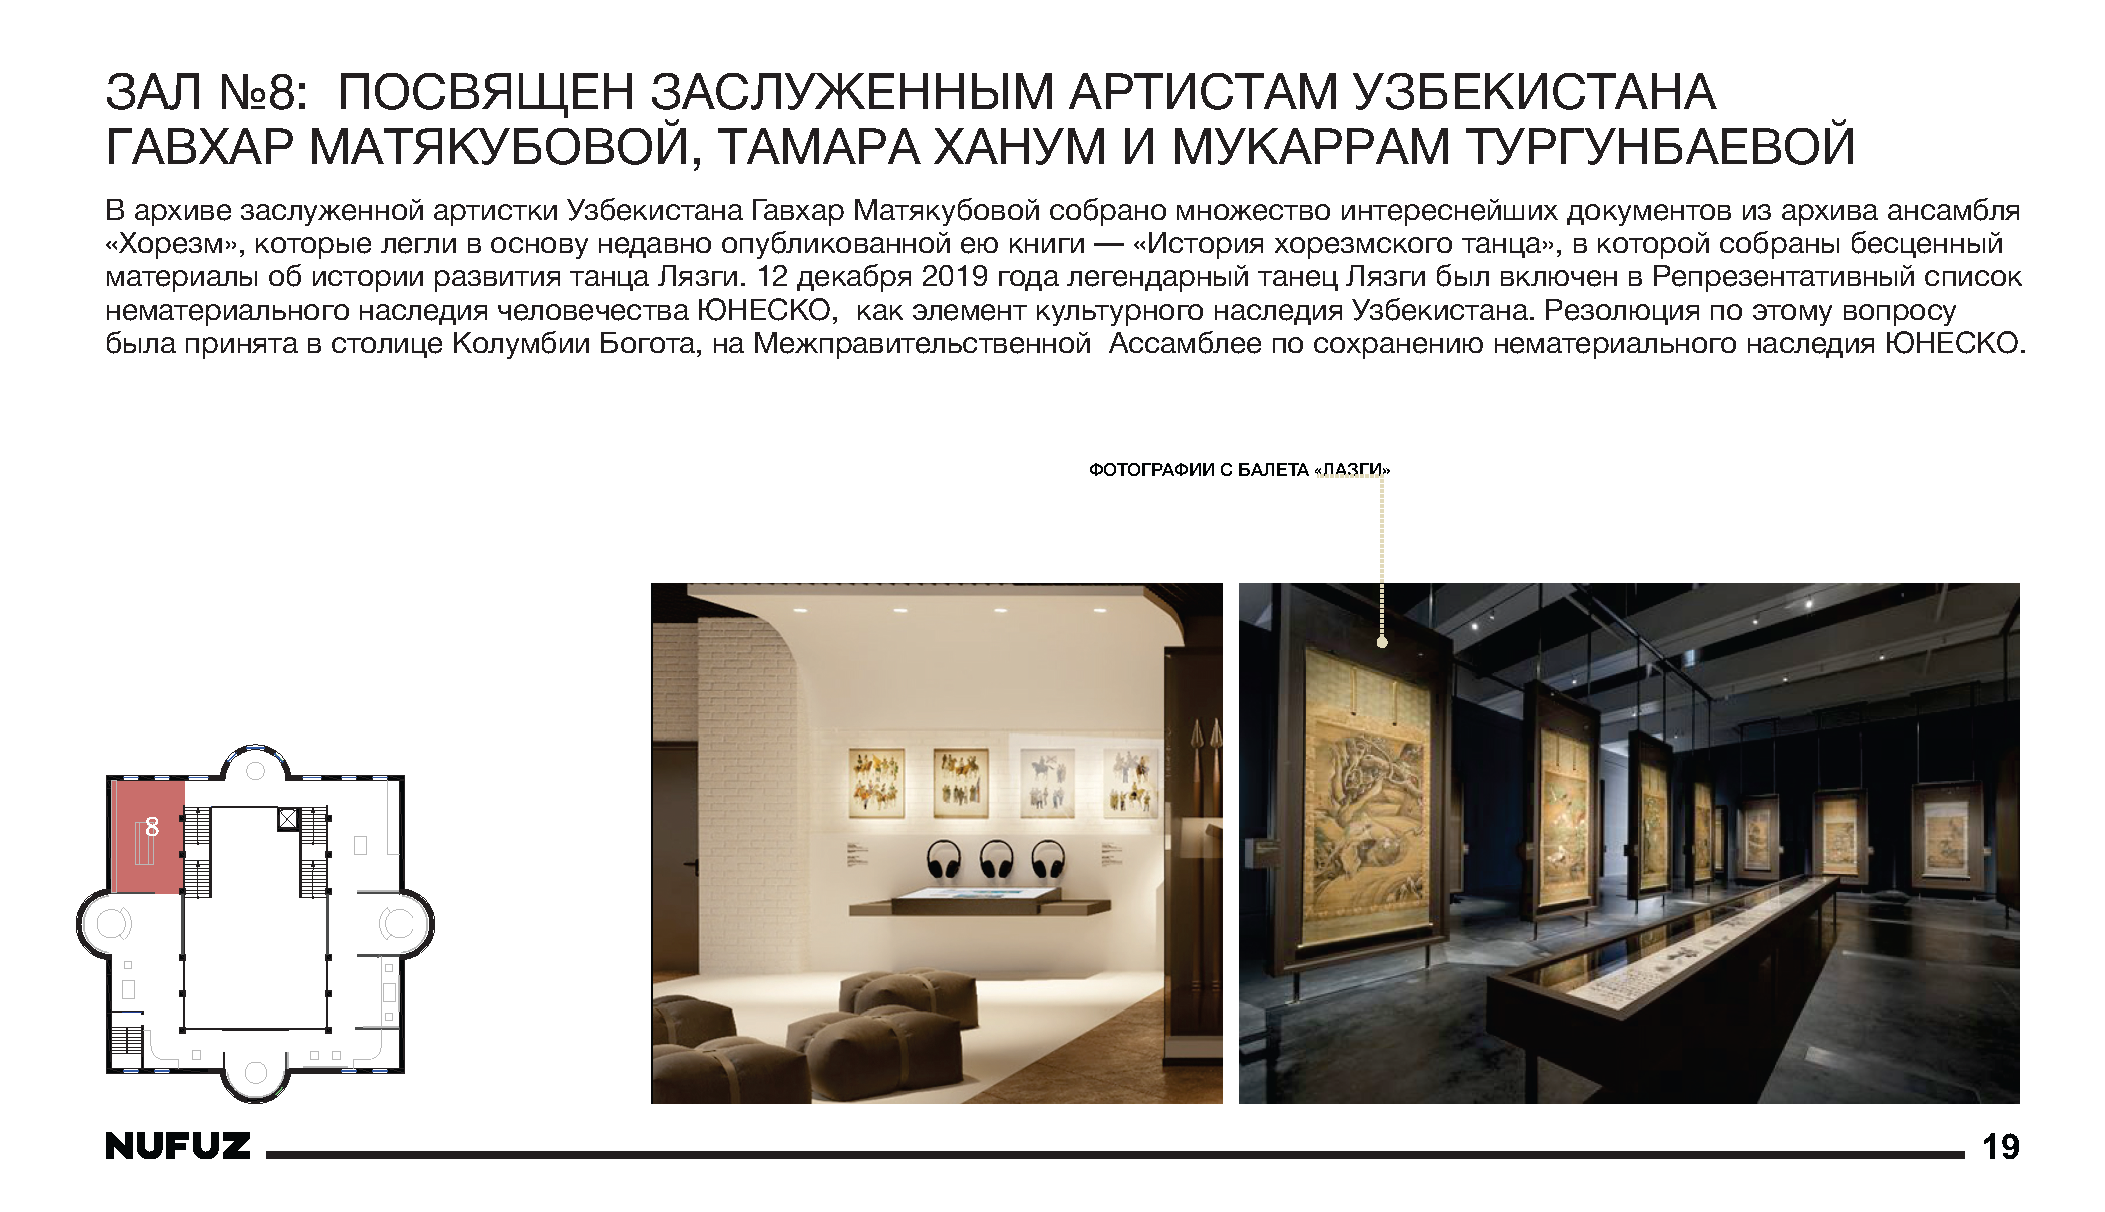 ЗАЛ №8: ПОСВЯЩЕН ЗАСЛУЖЕННЫМ АРТИСТАМ УЗБЕКИСТАНА
ГАВХАР МАТЯКУБОВОЙ, ТАМАРА ХАНУМ И МУКАРРАМ ТУРГУНБАЕВОЙ
В архиве заслуженной артистки Узбекистана Гавхар Матякубовой собрано множество интереснейших документов из архива ансамбля
«Хорезм», которые легли в основу недавно опубликованной ею книги — «История хорезмского танца», в которой собраны бесценный
материалы об истории развития танца Лязги. 12 декабря 2019 года легендарный танец Лязги был включен в Репрезентативный список
нематериального наследия человечества ЮНЕСКО, как элемент культурного наследия Узбекистана. Резолюция по этому вопросу
была принята в столице Колумбии Богота, на Межправительственной Ассамблее по сохранению нематериального наследия ЮНЕСКО.
ФОТОГРАФИИ С БАЛЕТА «ЛАЗГИ»
8
NUFUZ
19